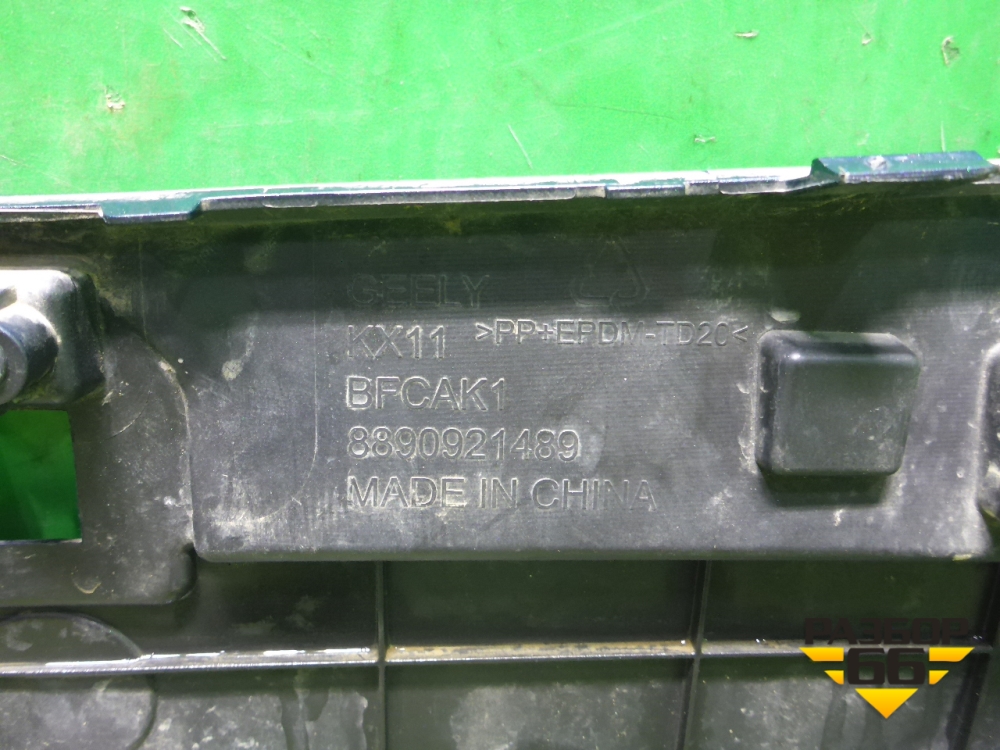 GEELY
KX11 >PP+EPDM-TD20<
BFCAK1
8890921489
MADE IN CHINA
РАЗБОР
66